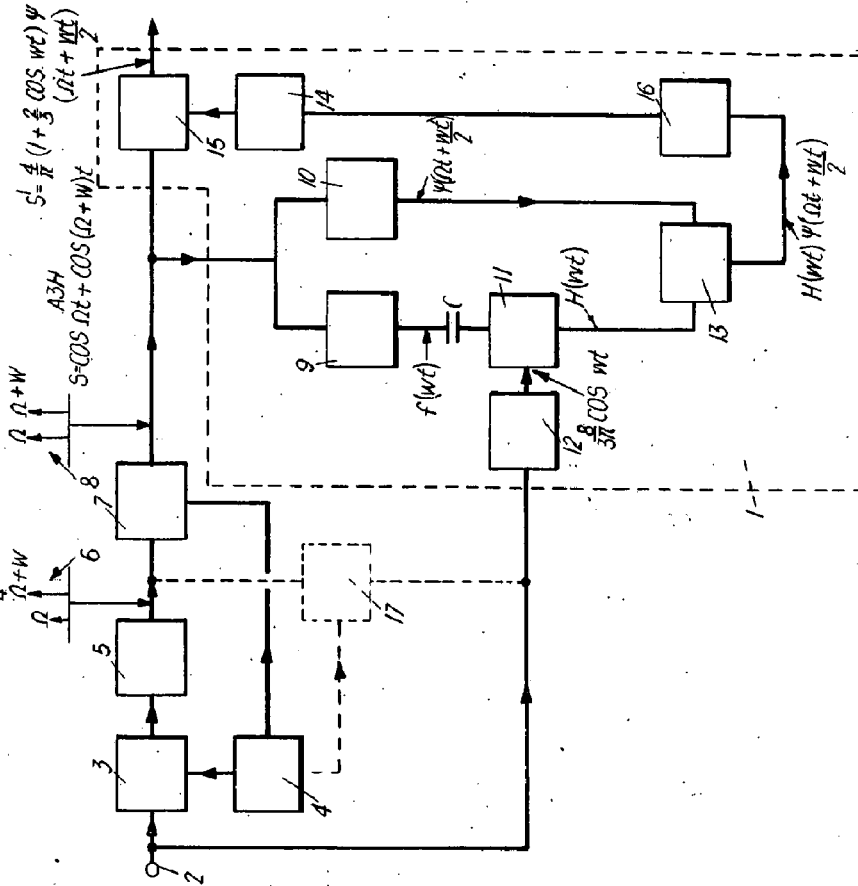 S¹= 4/π (1 + 2/3 COS. wt) Ψ
(Ωt + wt/2)
A3H
S=COS Ωt + COS (Ω+W)t
Ω Ω+W
8
Ω Ω+W
6
2
3
4
5
7
15
14
16
9
10
Ψ(Ωt + wt/2)
f(wt)
C
11
H(wt)
12
8/3π COS wt
13
H(wt) Ψ(Ωt + wt/2)
17
1